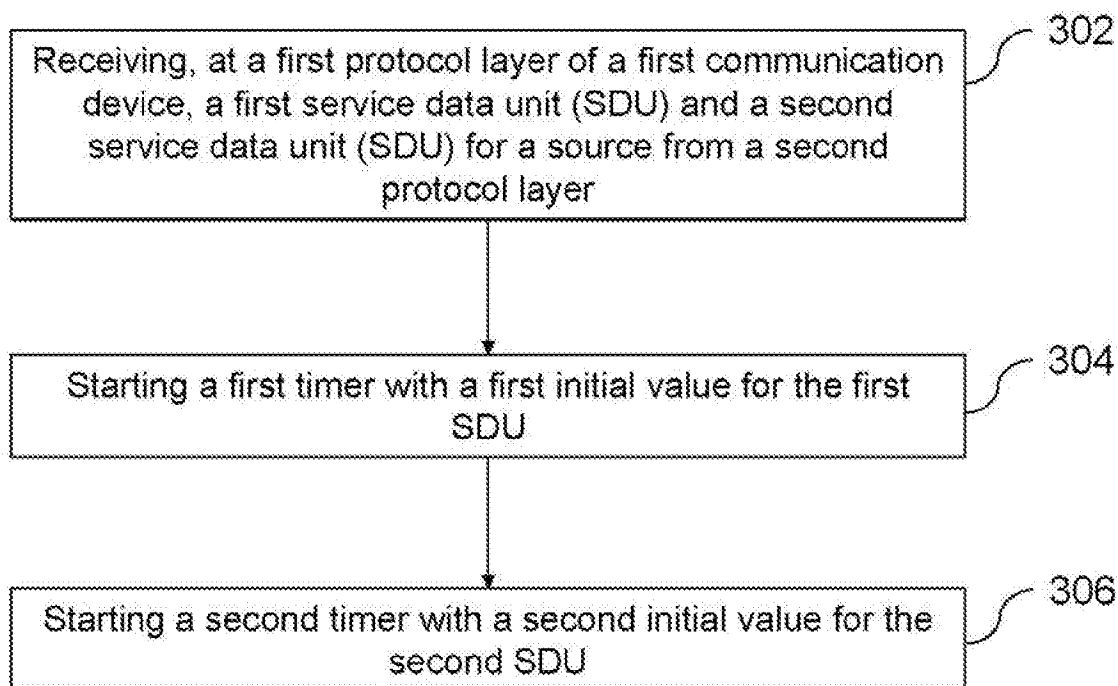 302
Receiving, at a first protocol layer of a first communication
device, a first service data unit (SDU) and a second
service data unit (SDU) for a source from a second
protocol layer
304
Starting a first timer with a first initial value for the first
SDU
306
Starting a second timer with a second initial value for the
second SDU